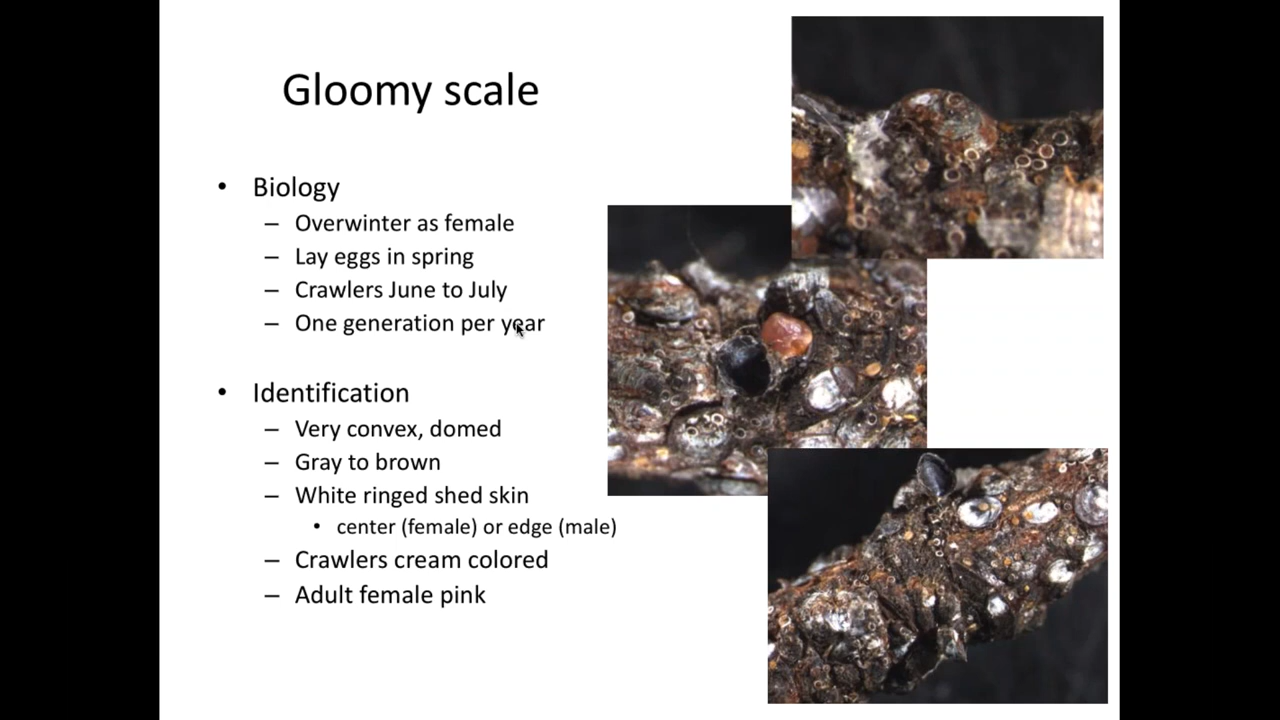 Gloomy scale
• Biology
– Overwinter as female
– Lay eggs in spring
– Crawlers June to July
– One generation per year
• Identification
– Very convex, domed
– Gray to brown
– White ringed shed skin
• center (female) or edge (male)
– Crawlers cream colored
– Adult female pink